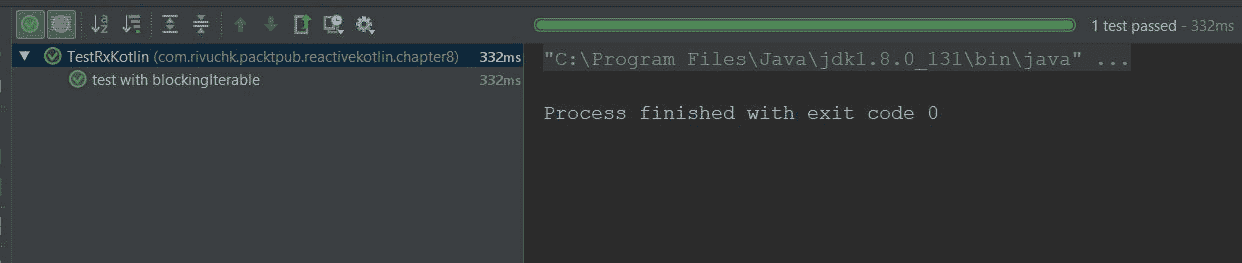 1 test passed - 332ms
TestRxKotlin (com.rivuchk.packtpub.reactivekotlin.chapter8) 332ms
test with blockingIterable 332ms
"C:\Program Files\Java\jdk1.8.0_131\bin\java" ...
Process finished with exit code 0